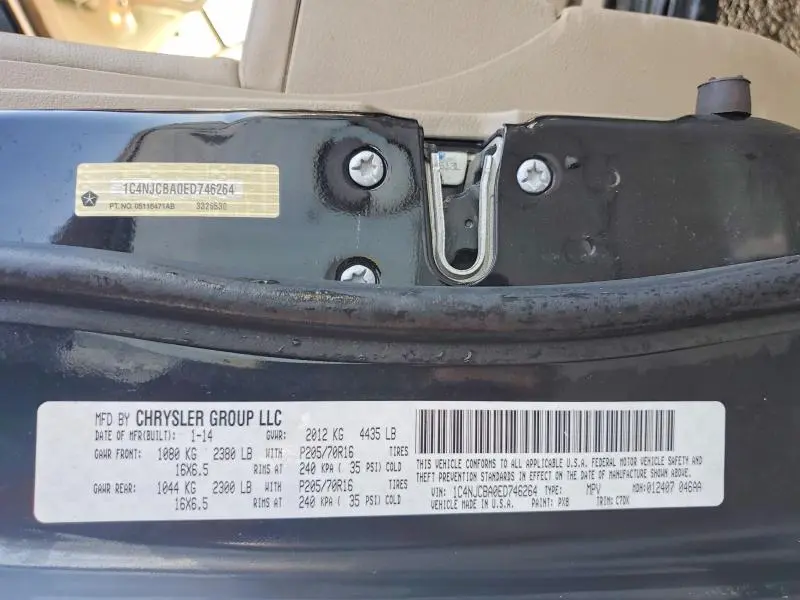 1C4NJCBA0ED746264
PT. NO. 05116471AB 3326530
MFD BY CHRYSLER GROUP LLC
DATE OF MFR(BUILT): 1-14 GVWR: 2012 KG 4435 LB
GAWR FRONT: 1080 KG 2380 LB WITH P205/70R16 TIRES
16X6.5 RIMS AT 240 KPA ( 35 PSI) COLD
GAWR REAR: 1044 KG 2300 LB WITH P205/70R16 TIRES
16X6.5 RIMS AT 240 KPA ( 35 PSI) COLD
THIS VEHICLE CONFORMS TO ALL APPLICABLE U.S.A. FEDERAL MOTOR VEHICLE SAFETY AND
THEFT PREVENTION STANDARDS IN EFFECT ON THE DATE OF MANUFACTURE SHOWN ABOVE.
VIN: 1C4NJCBA0ED746264 TYPE: MPV MDH:012407 046AA
VEHICLE MADE IN U.S.A. PAINT: PX8 TRIM: C7DK